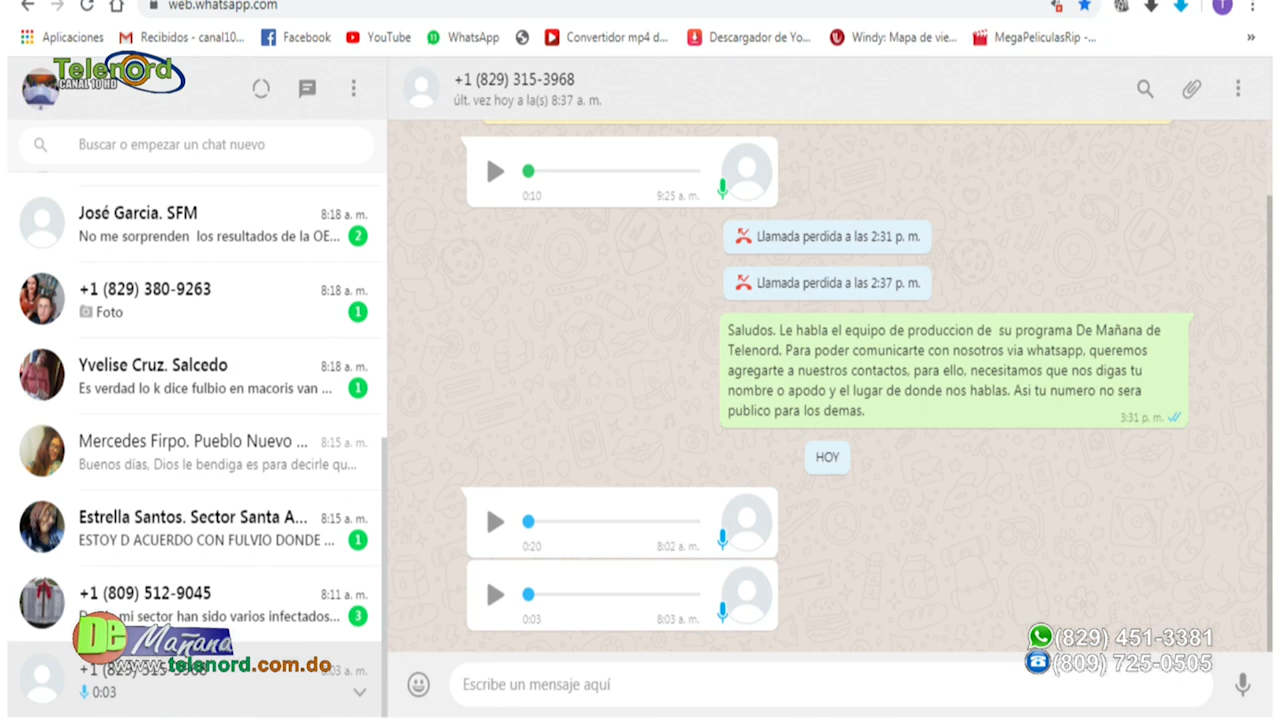 web.whatsapp.com
T
Aplicaciones
Recibidos - canal10...
Facebook
YouTube
WhatsApp
Convertidor mp4 d...
Descargador de Yo...
Windy: Mapa de vie...
MegaPeliculasRip -...
»
Telenord
CANAL 10 HD
+1 (829) 315-3968
últ. vez hoy a la(s) 8:37 a. m.
Buscar o empezar un chat nuevo
José Garcia. SFM 8:18 a. m.
No me sorprenden los resultados de la OE... 2
+1 (829) 380-9263 8:18 a. m.
Foto 1
Yvelise Cruz. Salcedo 8:18 a. m.
Es verdad lo k dice fulbio en macoris van ... 1
Mercedes Firpo. Pueblo Nuevo ... 8:15 a. m.
Buenos días, Dios le bendiga es para decirle qu...
Estrella Santos. Sector Santa A... 8:15 a. m.
ESTOY D ACUERDO CON FULVIO DONDE ... 1
+1 (809) 512-9045 8:11 a. m.
mi sector han sido varios infectados... 3
De Mañana
www.telenord.com.do
+1 (829) 315-3968 8:03 a. m.
0:03
0:10 9:25 a. m.
Llamada perdida a las 2:31 p. m.
Llamada perdida a las 2:37 p. m.
Saludos. Le habla el equipo de produccion de su programa De Mañana de
Telenord. Para poder comunicarte con nosotros via whatsapp, queremos
agregarte a nuestros contactos, para ello, necesitamos que nos digas tu
nombre o apodo y el lugar de donde nos hablas. Asi tu numero no sera
publico para los demas.
3:31 p. m.
HOY
0:20 8:02 a. m.
0:03 8:03 a. m.
(829) 451-3381
(809) 725-0505
Escribe un mensaje aquí